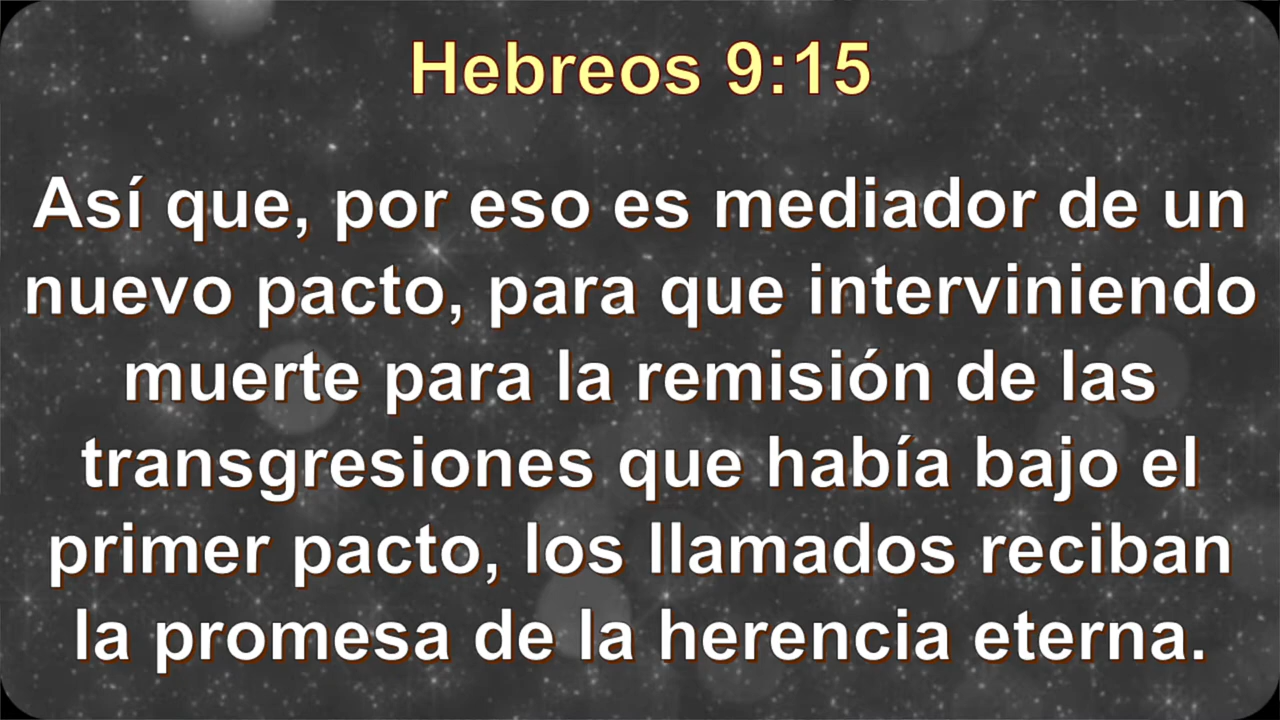 Hebreos 9:15
Así que, por eso es mediador de un
nuevo pacto, para que interviniendo
muerte para la remisión de las
transgresiones que había bajo el
primer pacto, los llamados reciban
la promesa de la herencia eterna.